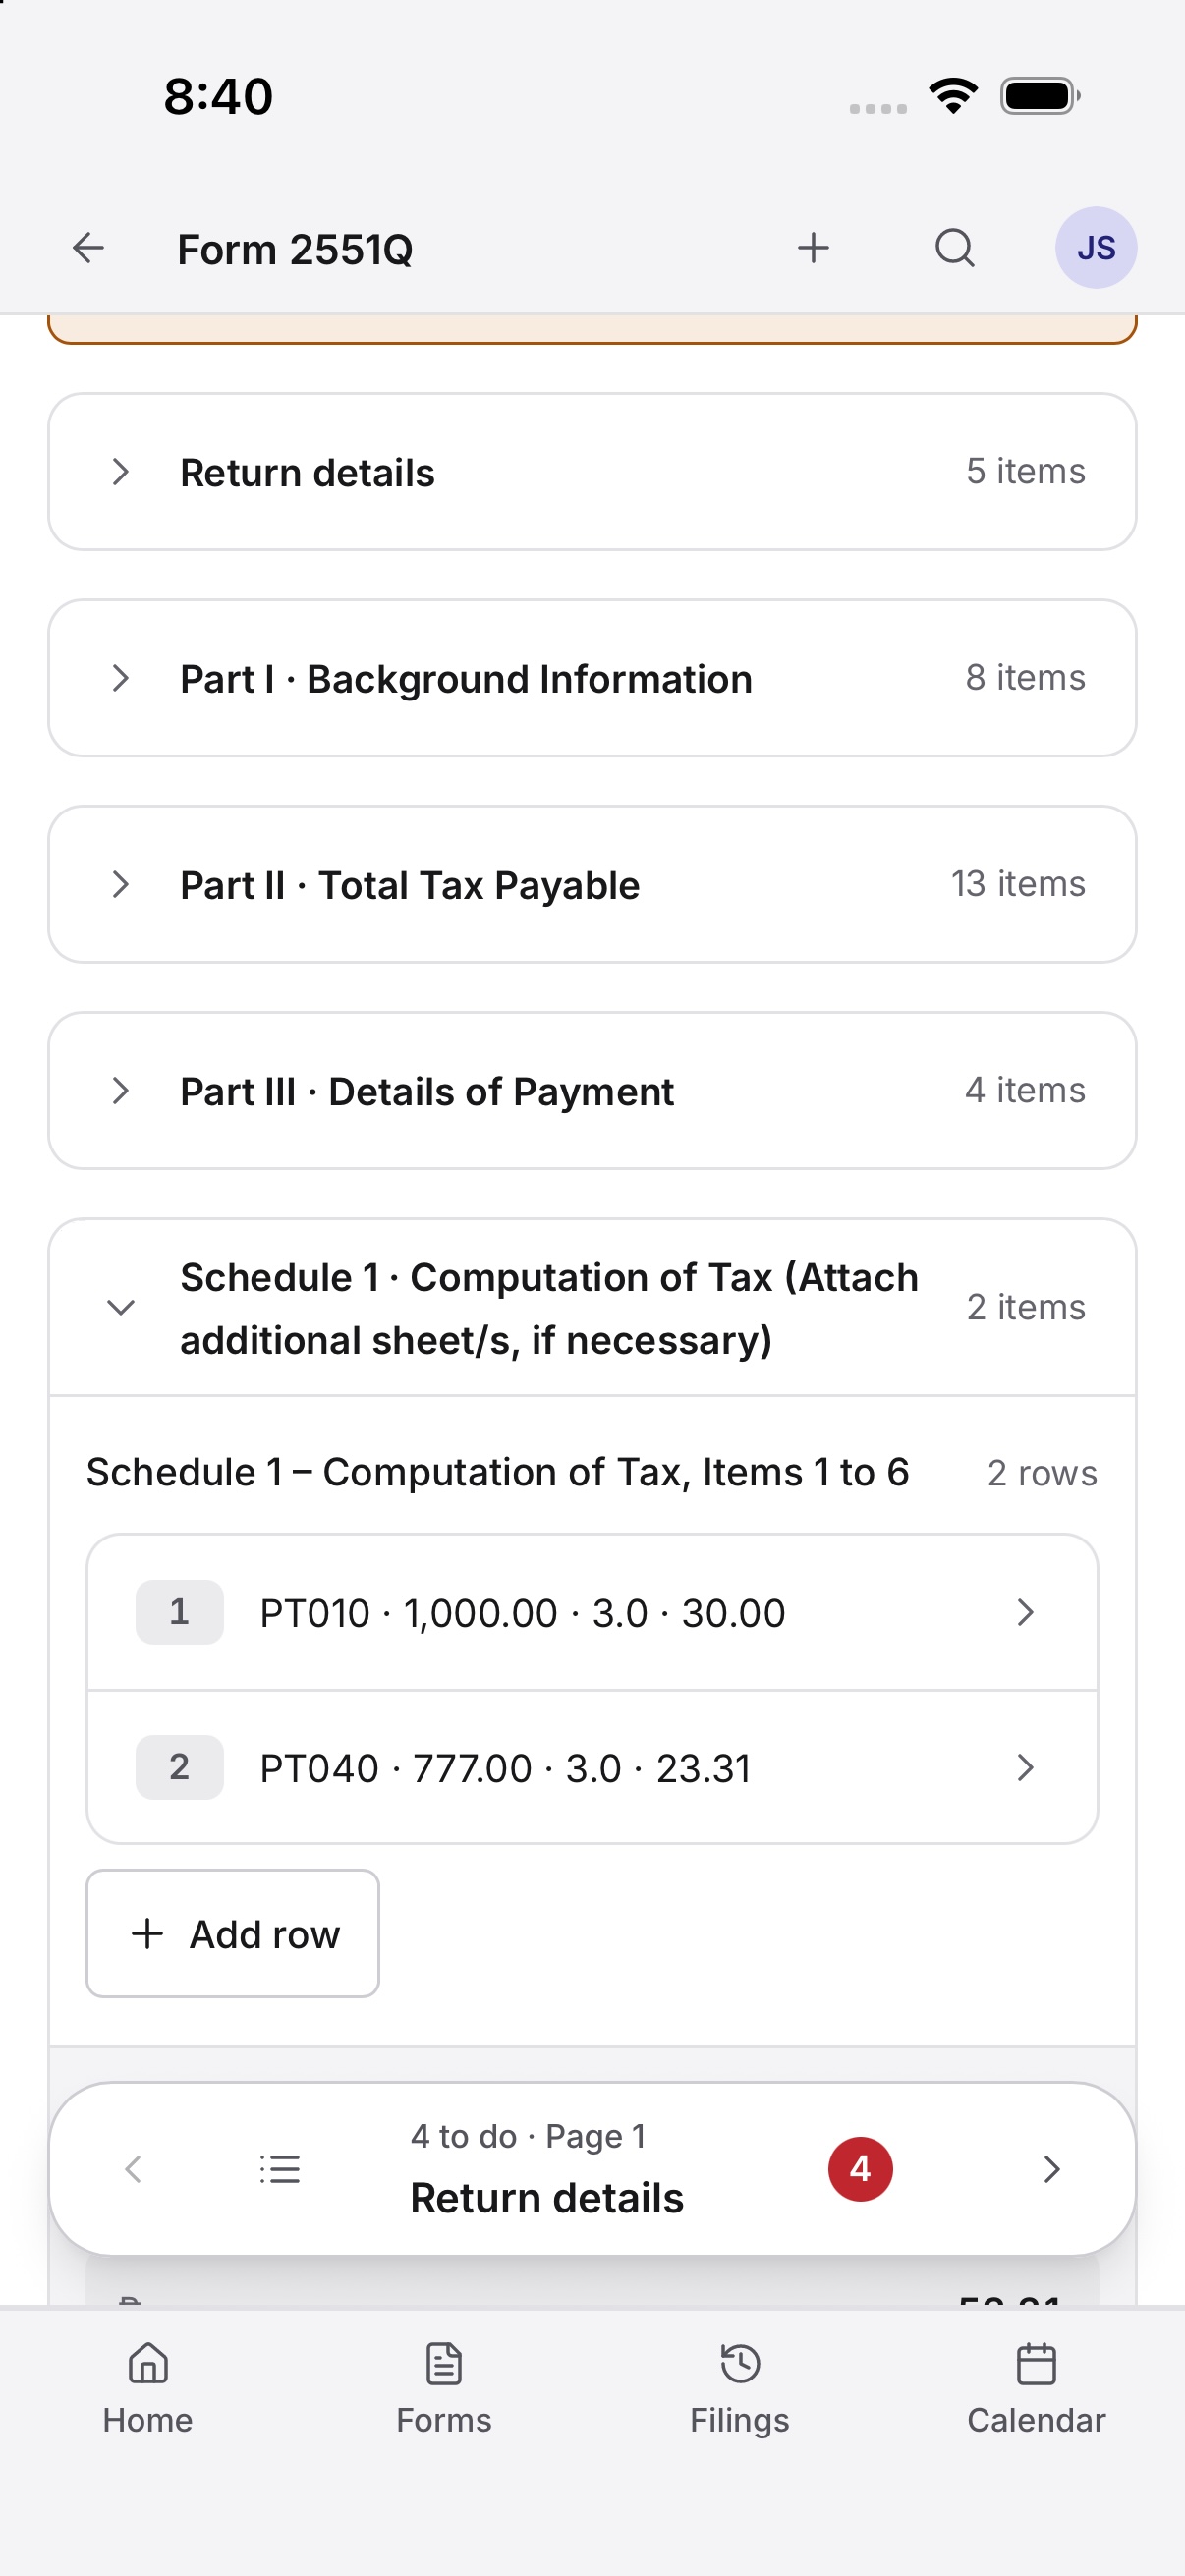 8:40
Form 2551Q
JS
Return details
5 items
Part I · Background Information
8 items
Part II · Total Tax Payable
13 items
Part III · Details of Payment
4 items
Schedule 1 · Computation of Tax (Attach
additional sheet/s, if necessary)
2 items
Schedule 1 – Computation of Tax, Items 1 to 6
2 rows
1
PT010 · 1,000.00 · 3.0 · 30.00
2
PT040 · 777.00 · 3.0 · 23.31
Add row
4 to do · Page 1
Return details
4
Home
Forms
Filings
Calendar